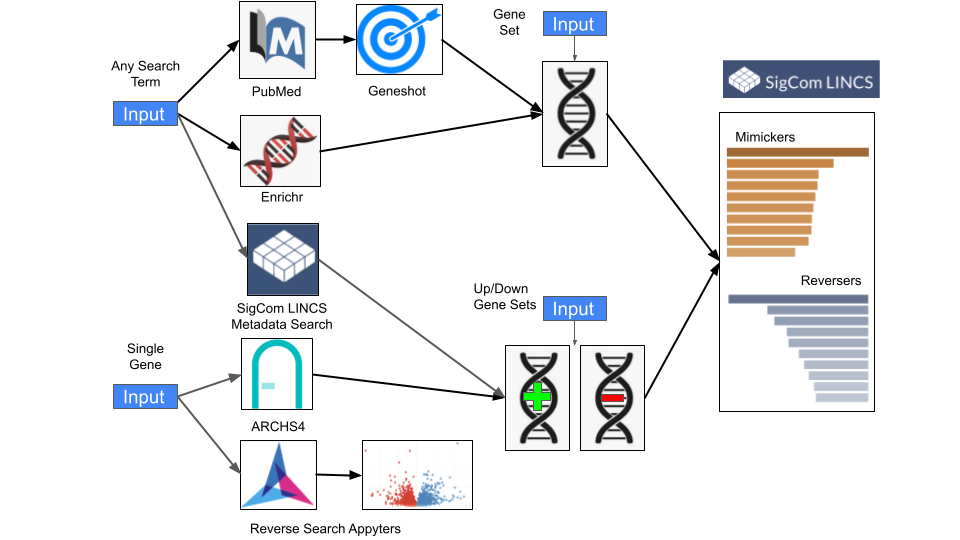 Gene
Set
Input
Any Search
Term
Input
M
PubMed
Geneshot
SigCom LINCS
Mimickers
Enrichr
Reversers
Up/Down
Gene Sets
Input
SigCom LINCS
Metadata Search
Single
Gene
Input
ARCHS4
Reverse Search Appyters